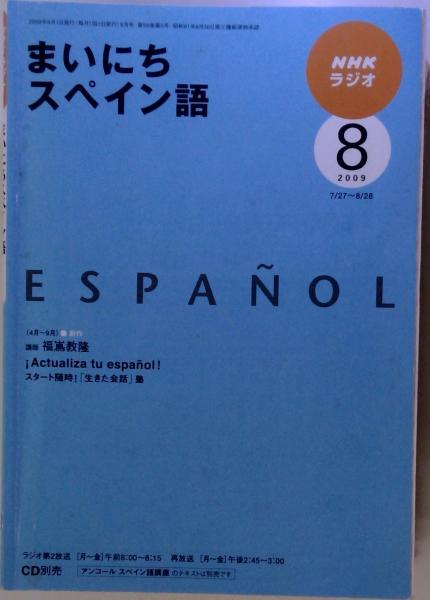 まいにち
スペイン語
NHK
ラジオ
8
2009
7/27～8/28
ESPAÑOL
(4月～9月)● 新作
講師 福嶌教隆
¡Actualiza tu español!
スタート随時!「生きた会話」塾
ラジオ第2放送 [月～金]午前8:00～8:15 再放送 [月～金]午後2:45～3:00
CD別売 アンコール スペイン語講座 のテキストは別売です